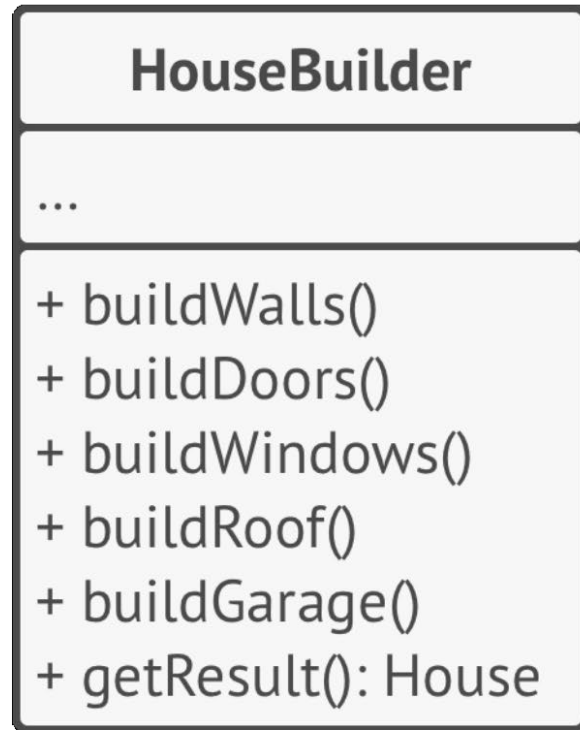 HouseBuilder
...
+ buildWalls()
+ buildDoors()
+ buildWindows()
+ buildRoof()
+ buildGarage()
+ getResult(): House